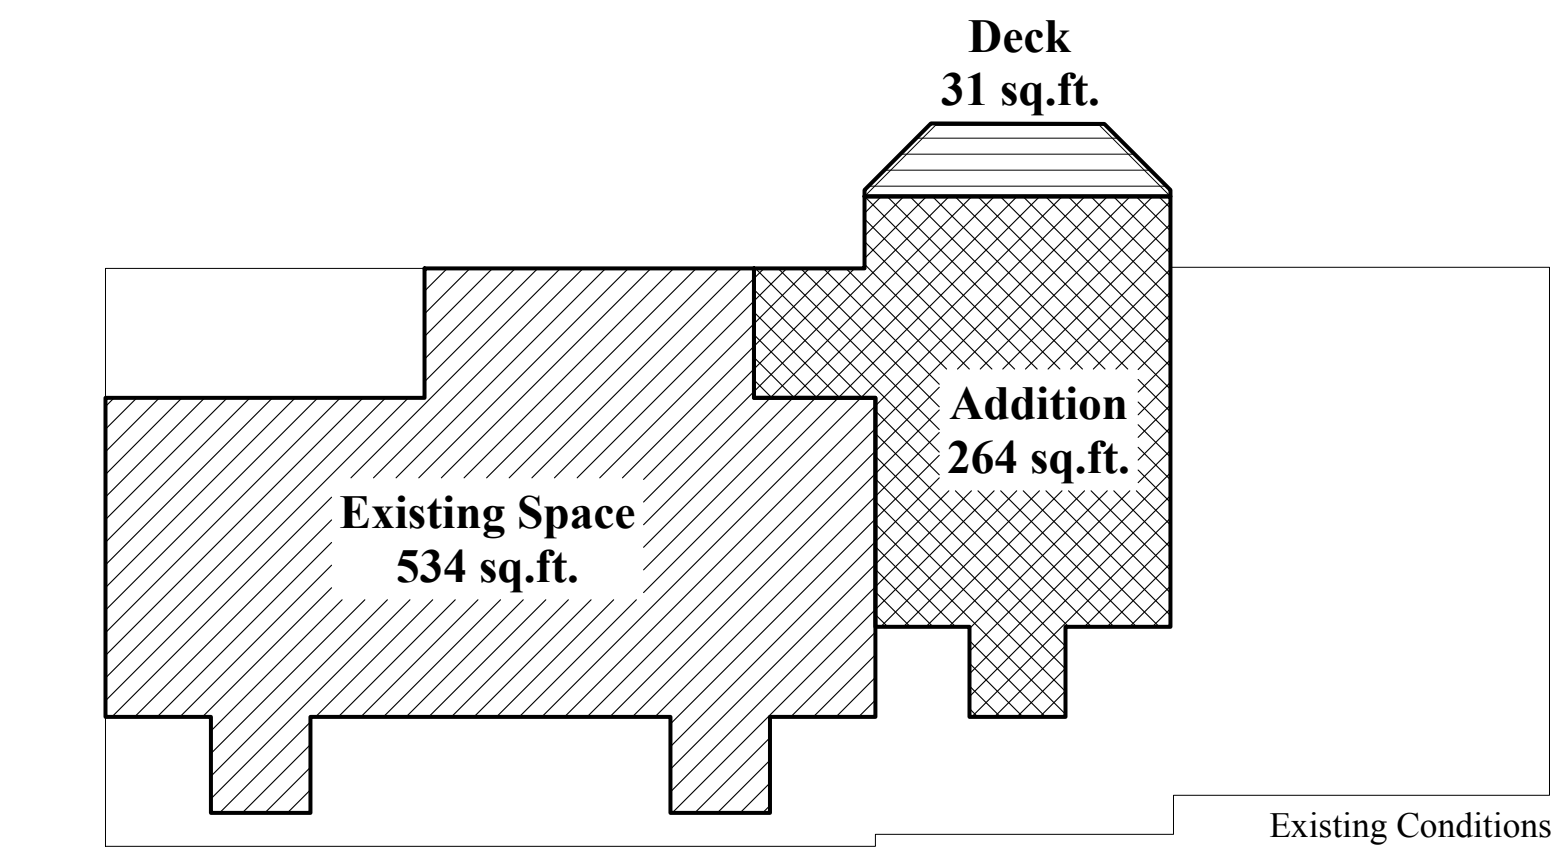 Deck
31 sq.ft.
Addition
264 sq.ft.
Existing Space
534 sq.ft.
Existing Conditions